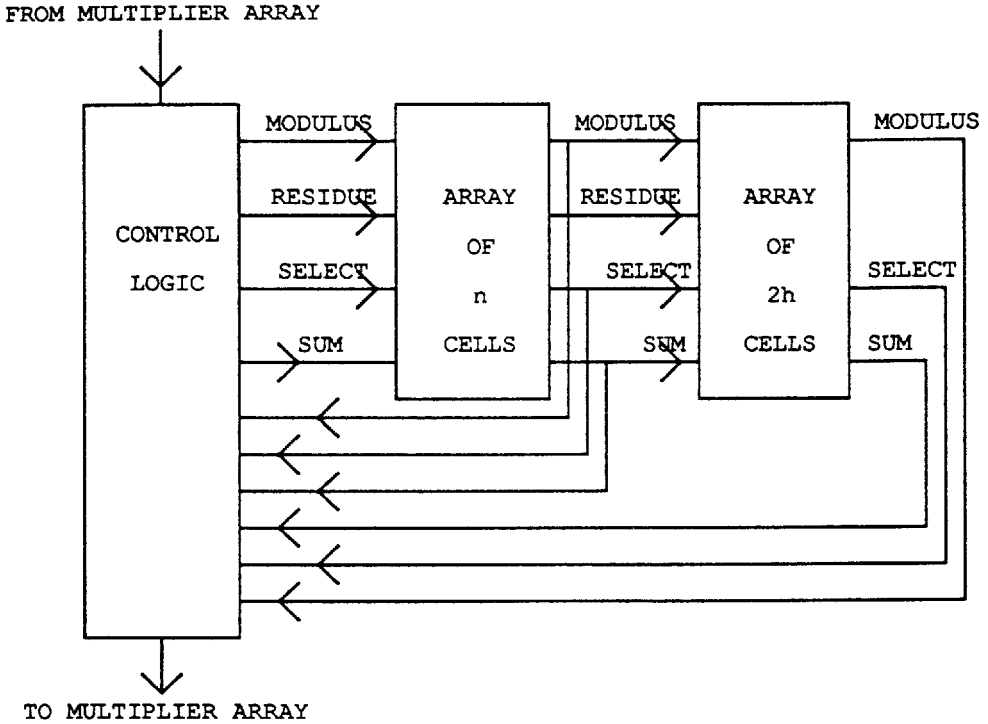 FROM MULTIPLIER ARRAY
MODULUS
MODULUS
MODULUS
RESIDUE
ARRAY
RESIDUE
ARRAY
CONTROL
OF
OF
LOGIC
SELECT
n
SELECT
2h
SELECT
SUM
CELLS
SUM
CELLS
SUM
TO MULTIPLIER ARRAY